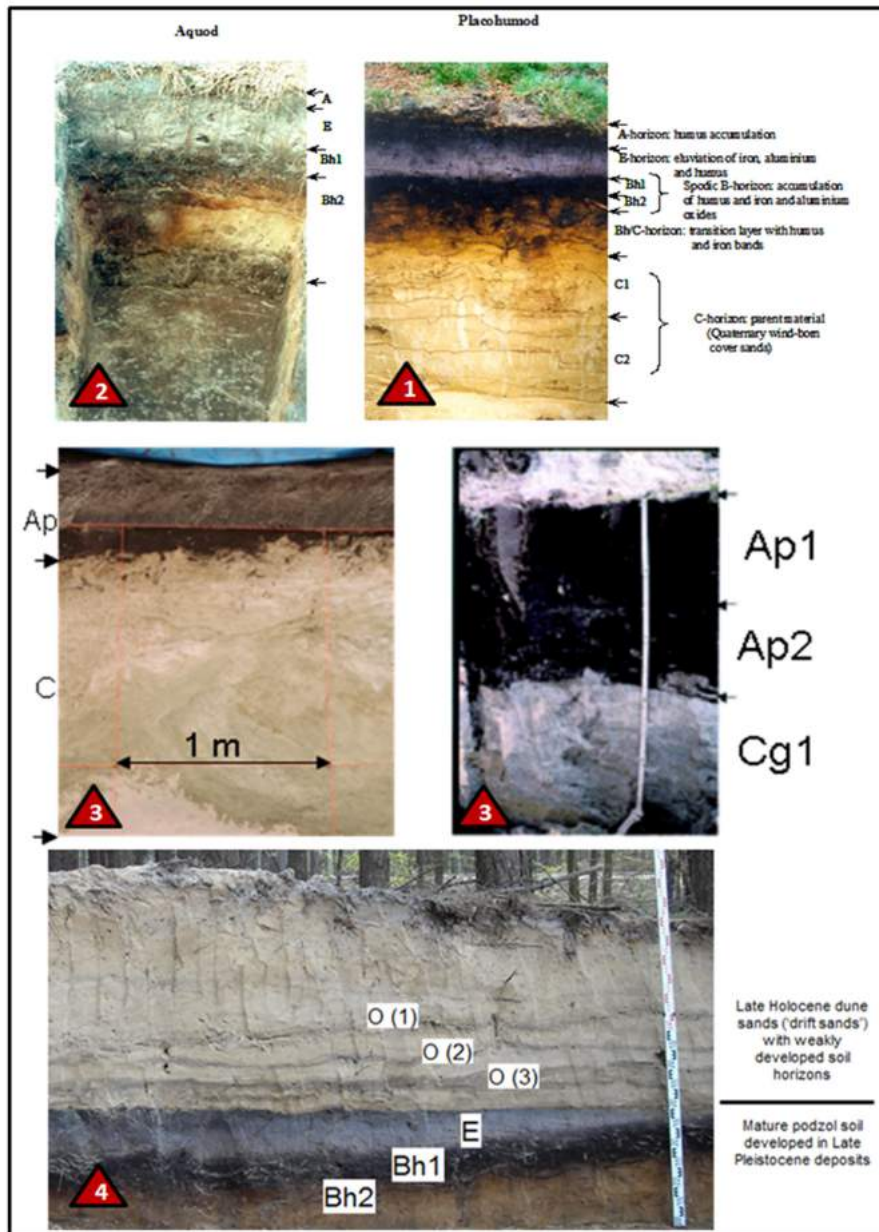 Aquod
Placohumod
A
E
Bh1
Bh2
2
A-horizon: humus accumulation
E-horizon: eluviation of iron, aluminium
and humus
Bh1
Bh2
Spodic B-horizon: accumulation
of humus and iron and aluminium
oxides
Bh/C-horizon: transition layer with humus
and iron bands
C1
C2
C-horizon: parent material
(Quaternary wind-born
cover sands)
1
Ap
C
1 m
3
Ap1
Ap2
Cg1
3
O (1)
O (2)
O (3)
E
Bh1
Bh2
4
Late Holocene dune
sands ('drift sands')
with weakly
developed soil
horizons
Mature podzol soil
developed in Late
Pleistocene deposits